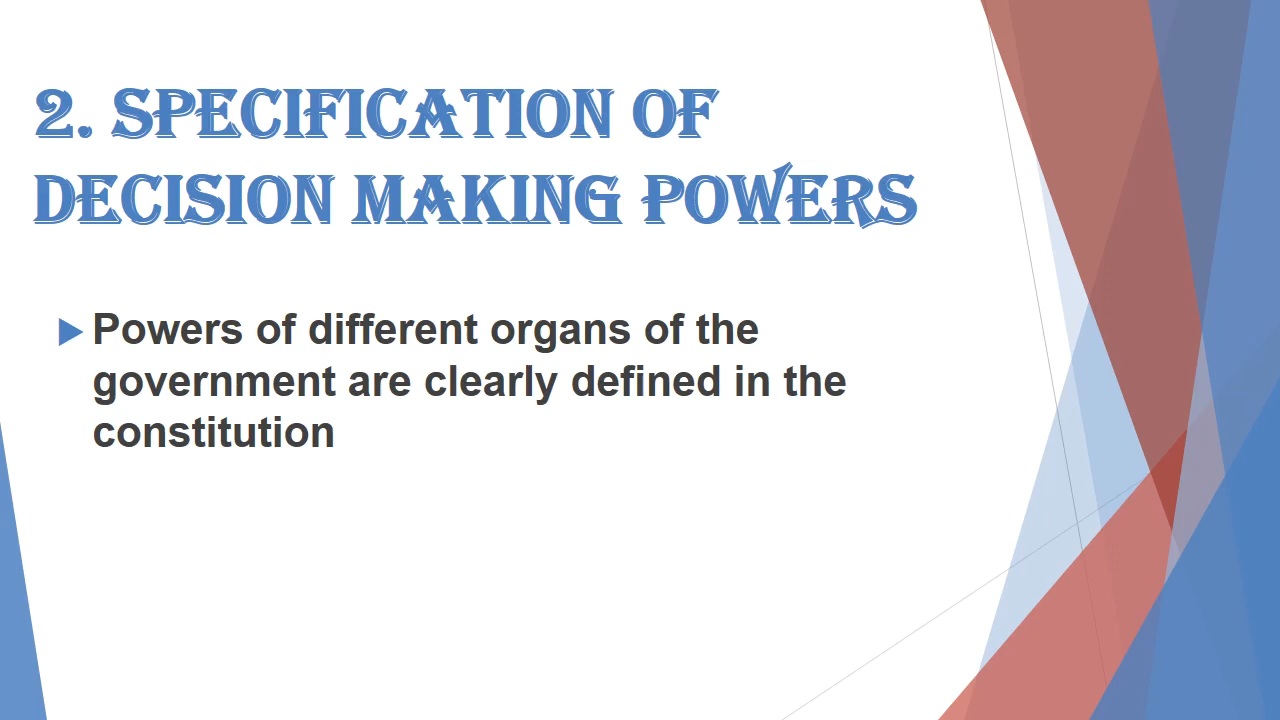 2. SPECIFICATION OF
DECISION MAKING POWERS
Powers of different organs of the
government are clearly defined in the
constitution